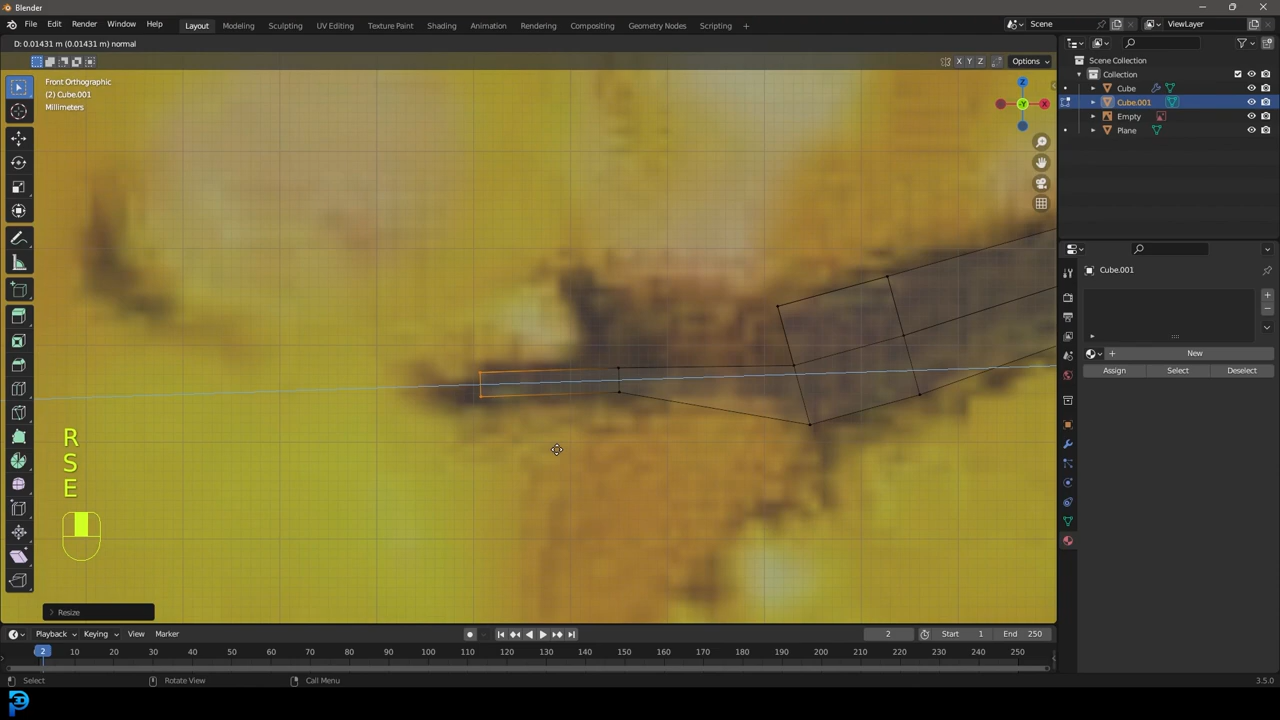 Blender
File Edit Render Window Help
Layout Modeling Sculpting UV Editing Texture Paint Shading Animation Rendering Compositing Geometry Nodes Scripting
Scene
ViewLayer
D: 0.01431 m (0.01431 m) normal
X Y Z
Options
Front Orthographic
(2) Cube.001
Millimeters
Z
-Y
X
Scene Collection
Collection
Cube
Cube.001
Empty
Plane
Cube.001
New
Assign Select Deselect
R
S
E
Resize
Playback Keying View Marker
2
Start 1
End 250
2 10 20 30 40 50 60 70 80 90 100 110 120 130 140 150 160 170 180 190 200 210 220 230 240 250
Select
Rotate View
Call Menu
3.5.0